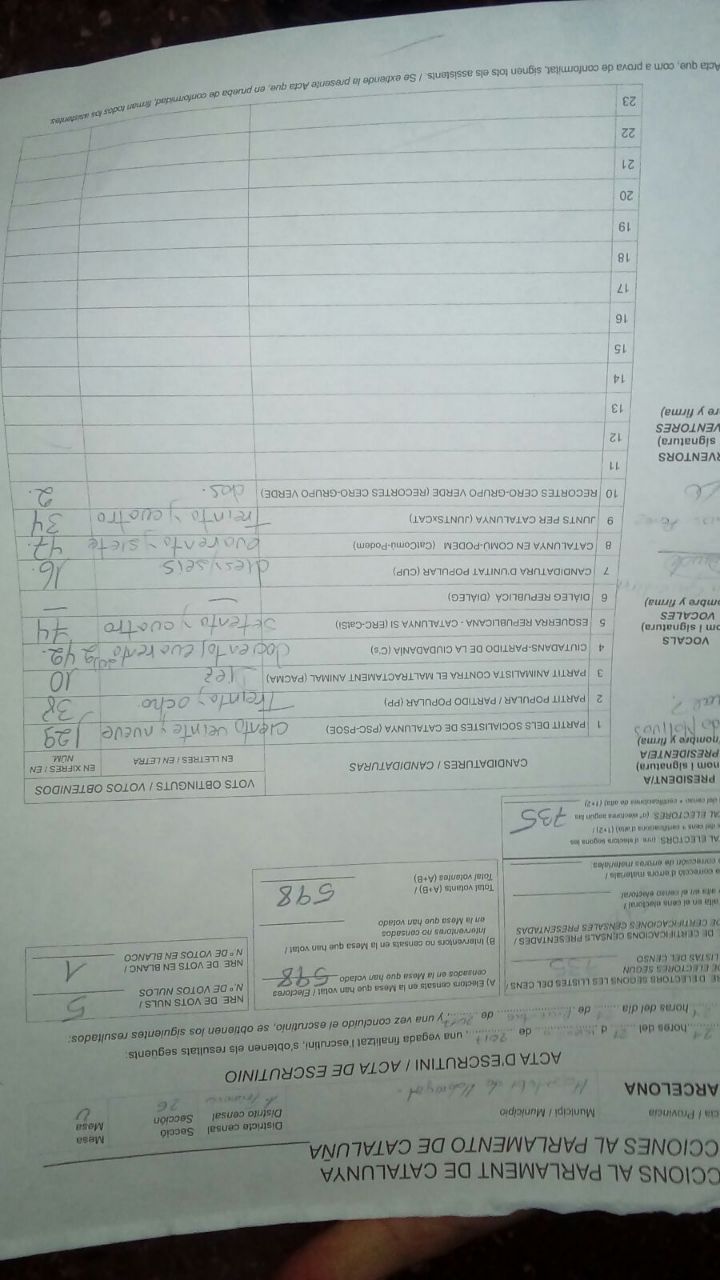 CCIONS AL PARLAMENT DE CATALUNYA
CCIONES AL PARLAMENTO DE CATALUÑA
cia / Provincia
ARCELONA
Municipi / Municipio
Districte censal
Distrito censal
Secció
Sección
26
Mesa
Mesa
U
ACTA D'ESCRUTINI / ACTA DE ESCRUTINIO
21 hores del 21 d de 2017, una vegada finalitzat l'escrutini, s'obtenen els resultats següents:
21 horas del día de de 2017, y una vez concluido el escrutinio, se obtienen los siguientes resultados:
RE D'ELECTORS SEGONS LES LLISTES DEL CENS /
DE ELECTORES SEGÚN
LISTAS DEL CENSO
735
DE CERTIFICACIONS CENSALS PRESENTADES /
DE CERTIFICACIONES CENSALES PRESENTADAS
alta en el cens electoral /
alta en el censo electoral
a correcció d'errors materials /
corrección de errores materiales
AL ELECTORS (nre. d'electors segons les
del cens + certificacions d'alta) (1+2) /
AL ELECTORES (nº electores según las
del censo + certificaciones de alta) (1+2)
735
A) Electors censats en la Mesa que han votat / Electores
censados en la Mesa que han votado 598
B) Interventors no censats en la Mesa que han votat /
Interventores no censados
en la Mesa que han votado
Total votants (A+B) /
Total votantes (A+B)
598
NRE. DE VOTS NULS /
N.º DE VOTOS NULOS
5
NRE. DE VOTS EN BLANC /
N.º DE VOTOS EN BLANCO
1
PRESIDENT/A
nom i signatura)
PRESIDENTE/A
nombre y firma)
VOCALS
om i signatura)
VOCALES
ombre y firma)
RVENTORS
signatura)
VENTORES
re y firma)
CANDIDATURES / CANDIDATURAS
VOTS OBTINGUTS / VOTOS OBTENIDOS
EN LLETRES / EN LETRA
EN XIFRES / EN NÚM.
1 PARTIT DELS SOCIALISTES DE CATALUNYA (PSC-PSOE) ciento veinte y nueve 129
2 PARTIT POPULAR / PARTIDO POPULAR (PP) Treinta y ocho 38
3 PARTIT ANIMALISTA CONTRA EL MALTRACTAMENT ANIMAL (PACMA) Diez 10
4 CIUTADANS-PARTIDO DE LA CIUDADANÍA (C's) Docientos cuarenta y dos 242.
5 ESQUERRA REPUBLICANA - CATALUNYA SÍ (ERC-CatSí) setenta y cuatro 74
6 DIÀLEG REPUBLICÀ (DIÀLEG) — —
7 CANDIDATURA D'UNITAT POPULAR (CUP) diesyseis 16.
8 CATALUNYA EN COMÚ-PODEM (CatComú-Podem) cuarenta y siete 47.
9 JUNTS PER CATALUNYA (JUNTSxCAT) Treinta y cuatro 34
10 RECORTES CERO-GRUPO VERDE (RECORTES CERO-GRUPO VERDE) dos. 2.
11
12
13
14
15
16
17
18
19
20
21
22
23
Acta que, com a prova de conformitat, signen tots els assistents. / Se extiende la presente Acta que, en prueba de conformidad, firman todos los asistentes.